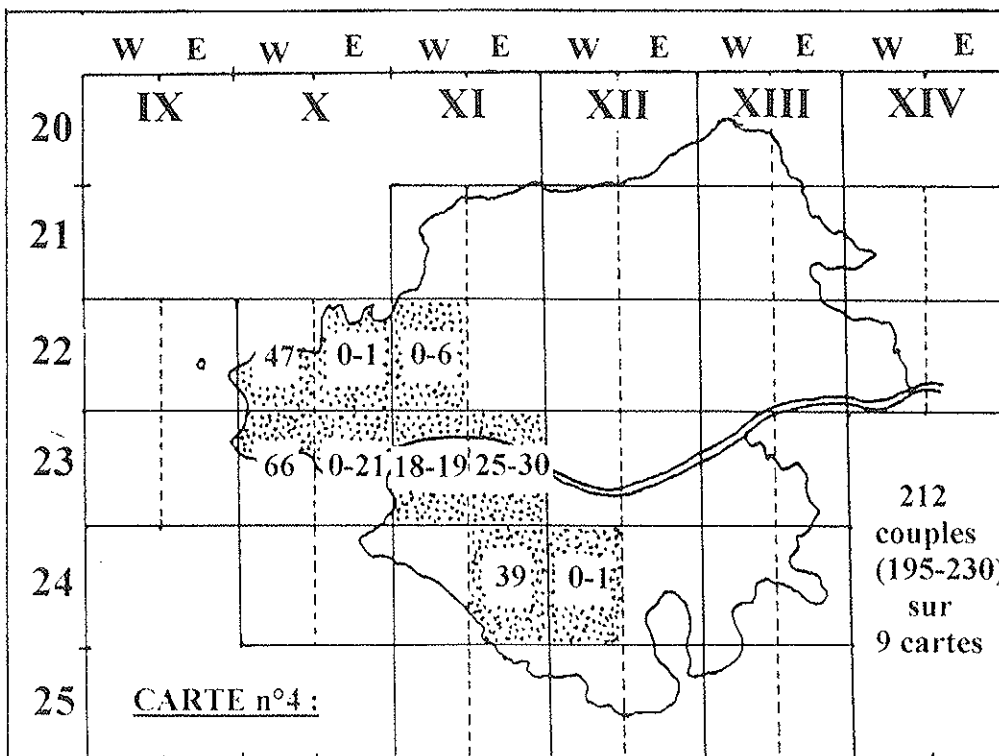 W E W E W E W E W E W E
IX X XI XII XIII XIV
20
21
22 47 0-1 0-6
23 66 0-21 18-19 25-30
212
couples
24 39 0-1 (195-230)
sur
9 cartes
25 CARTE n°4 :